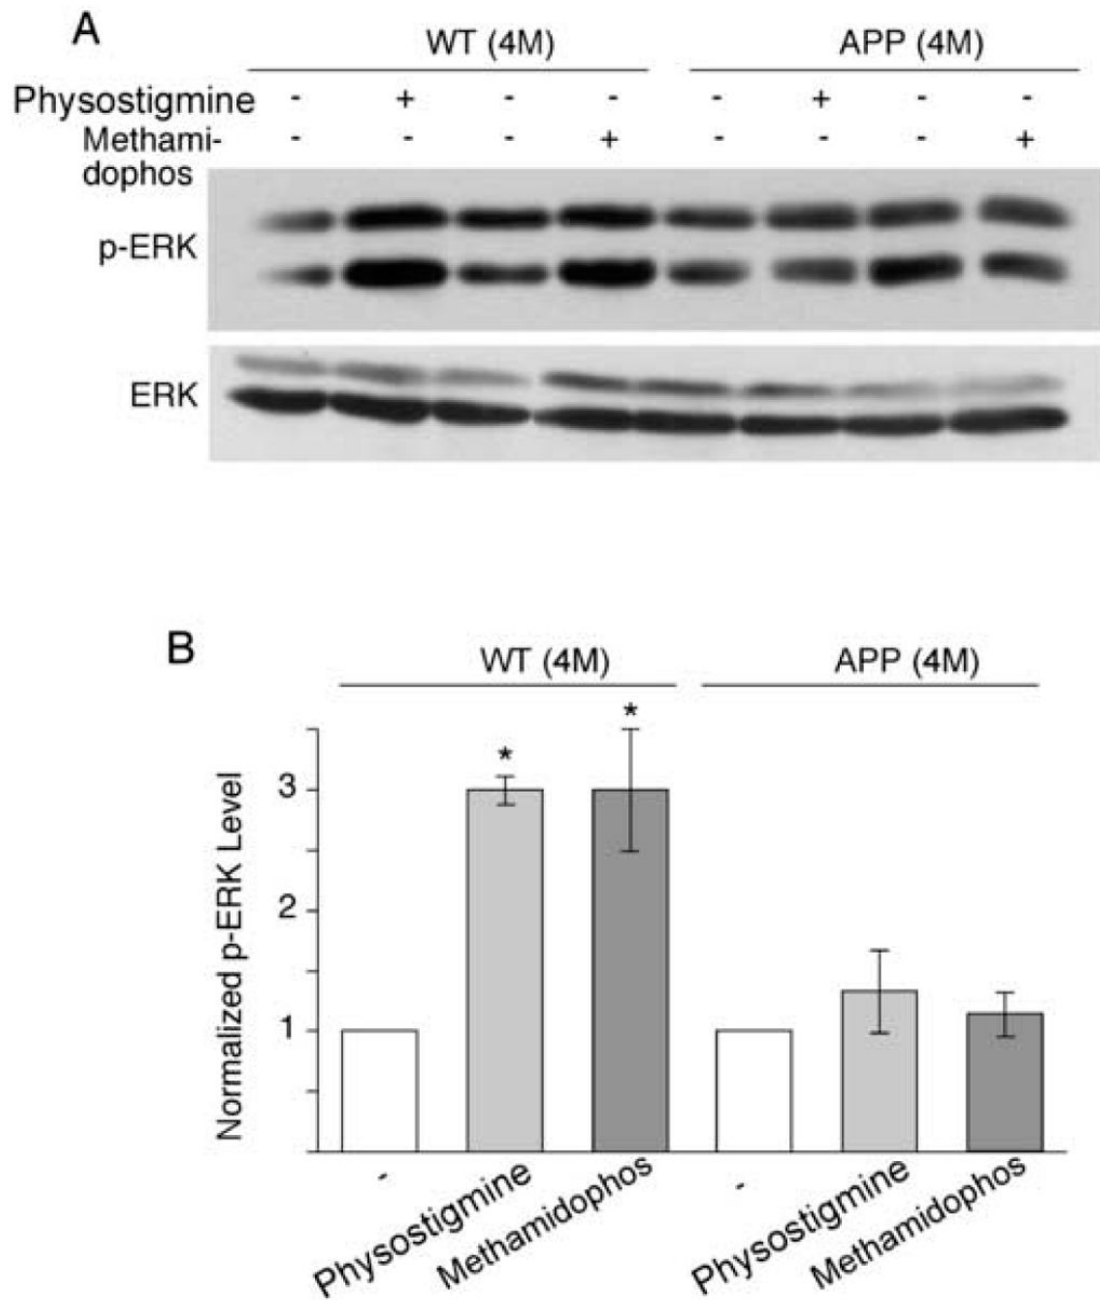 A
WT (4M) APP (4M)
Physostigmine - + - - - + - -
Methami- - - - + - - - +
dophos
p-ERK
ERK
B
WT (4M) APP (4M)
* *
Normalized p-ERK Level
3
2
1
- Physostigmine Methamidophos - Physostigmine Methamidophos